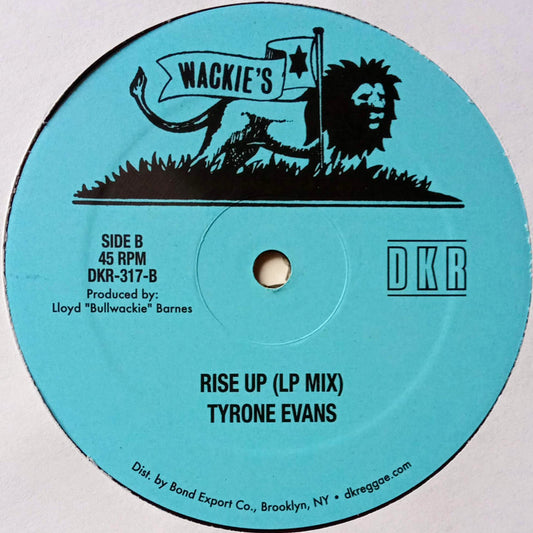 WACKIE'S
SIDE B
45 RPM
DKR-317-B
Produced by:
Lloyd "Bullwackie" Barnes
DKR
RISE UP (LP MIX)
TYRONE EVANS
Dist. by Bond Export Co., Brooklyn, NY • dkreggae.com